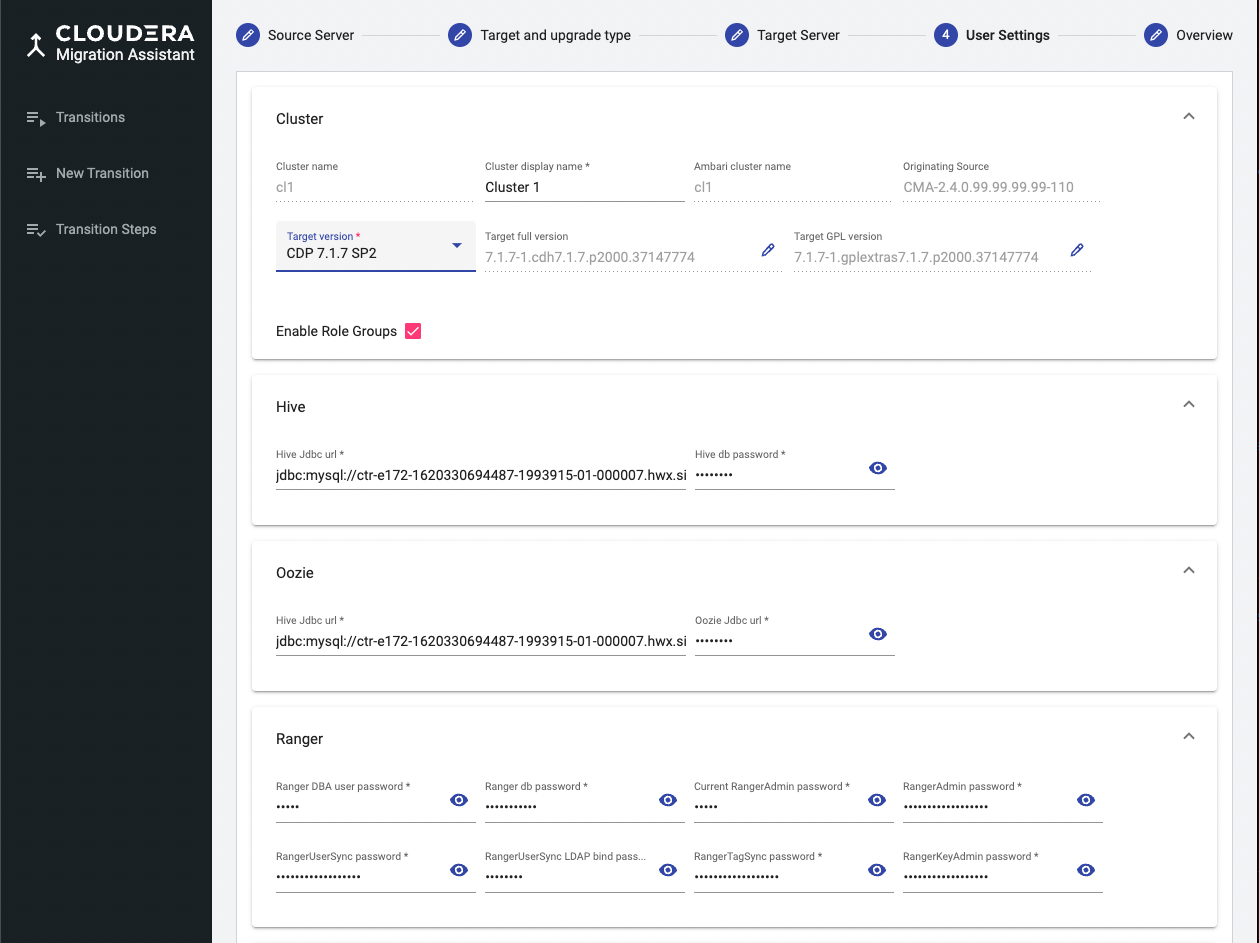 CLOUDERA
Migration Assistant
Transitions
New Transition
Transition Steps
Source Server
Target and upgrade type
Target Server
4 User Settings
Overview
Cluster
Cluster name
cl1
Cluster display name *
Cluster 1
Ambari cluster name
cl1
Originating Source
CMA-2.4.0.99.99.99.99-110
Target version *
CDP 7.1.7 SP2
Target full version
7.1.7-1.cdh7.1.7.p2000.37147774
Target GPL version
7.1.7-1.gplextras7.1.7.p2000.37147774
Enable Role Groups
Hive
Hive Jdbc url *
jdbc:mysql://ctr-e172-1620330694487-1993915-01-000007.hwx.si
Hive db password *
••••••••
Oozie
Hive Jdbc url *
jdbc:mysql://ctr-e172-1620330694487-1993915-01-000007.hwx.si
Oozie Jdbc url *
••••••••
Ranger
Ranger DBA user password *
•••••
Ranger db password *
•••••••••••
Current RangerAdmin password *
•••••
RangerAdmin password *
••••••••••••••••••
RangerUserSync password *
••••••••••••••••••
RangerUserSync LDAP bind pass...
••••••••
RangerTagSync password *
••••••••••••••••••
RangerKeyAdmin password *
••••••••••••••••••